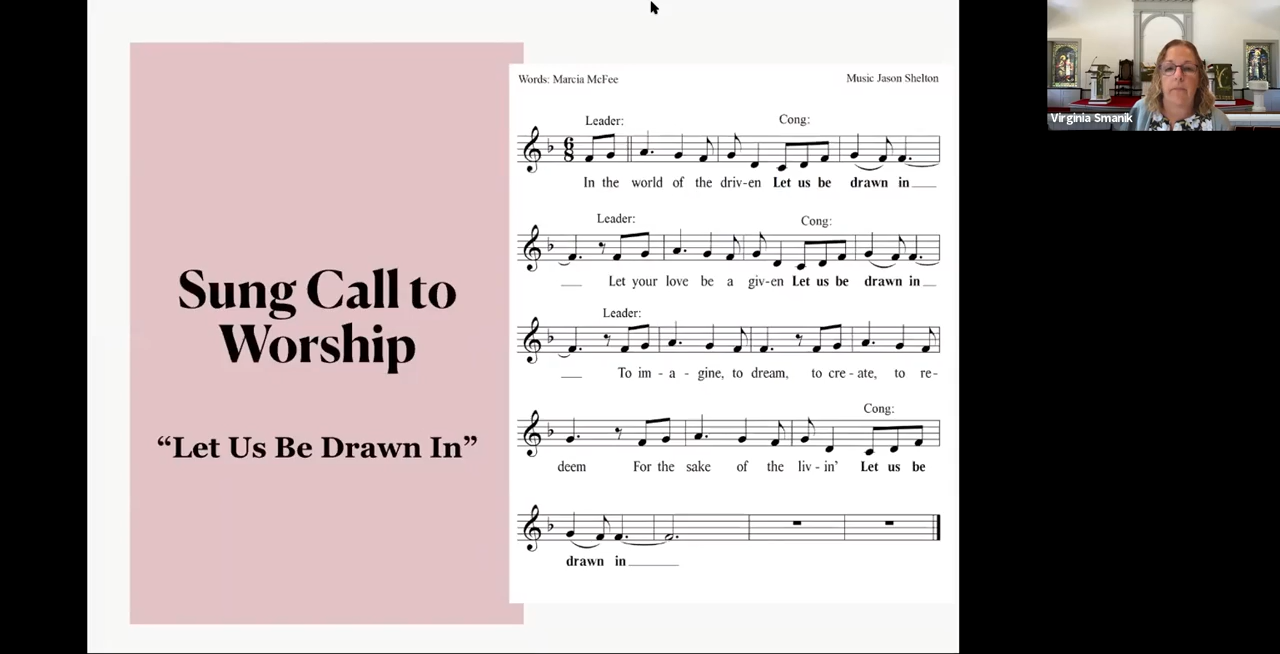 Sung Call to
Worship
“Let Us Be Drawn In”
Words: Marcia McFee
Music Jason Shelton
Leader:
Cong:
In the world of the driv-en Let us be drawn in
Leader:
Cong:
Let your love be a giv-en Let us be drawn in
Leader:
To im - a - gine, to dream, to cre - ate, to re-
Cong:
deem For the sake of the liv - in’ Let us be
drawn in
Virginia Smanik